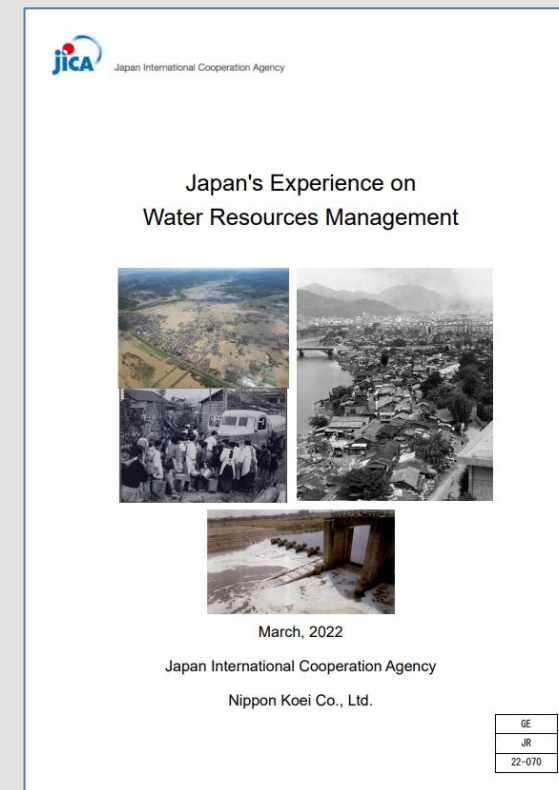 jICA
Japan International Cooperation Agency
Japan's Experience on
Water Resources Management
March, 2022
Japan International Cooperation Agency
Nippon Koei Co., Ltd.
GE
JR
22-070